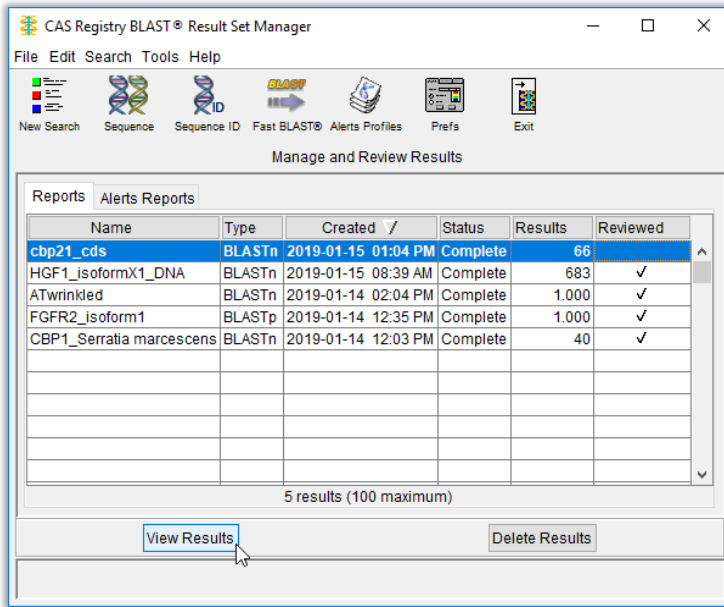 CAS Registry BLAST® Result Set Manager
File Edit Search Tools Help
BLAST
ID
New Search Sequence Sequence ID Fast BLAST® Alerts Profiles Prefs Exit
Manage and Review Results
Reports Alerts Reports
Name Type Created Status Results Reviewed
cbp21_cds BLASTn 2019-01-15 01:04 PM Complete 66
HGF1_isoformX1_DNA BLASTn 2019-01-15 08:39 AM Complete 683 ✓
ATwrinkled BLASTn 2019-01-14 02:04 PM Complete 1.000 ✓
FGFR2_isoform1 BLASTp 2019-01-14 12:35 PM Complete 1.000 ✓
CBP1_Serratia marcescens BLASTn 2019-01-14 12:03 PM Complete 40 ✓
5 results (100 maximum)
View Results Delete Results